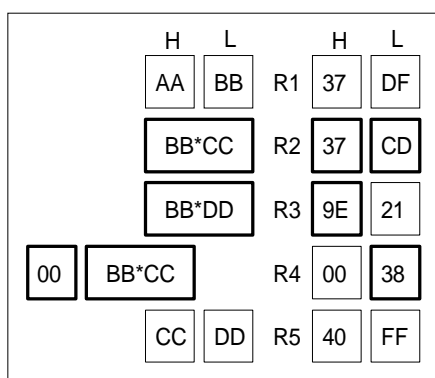 H L H L
AA BB R1 37 DF
BB*CC R2 37 CD
BB*DD R3 9E 21
00 BB*CC R4 00 38
CC DD R5 40 FF